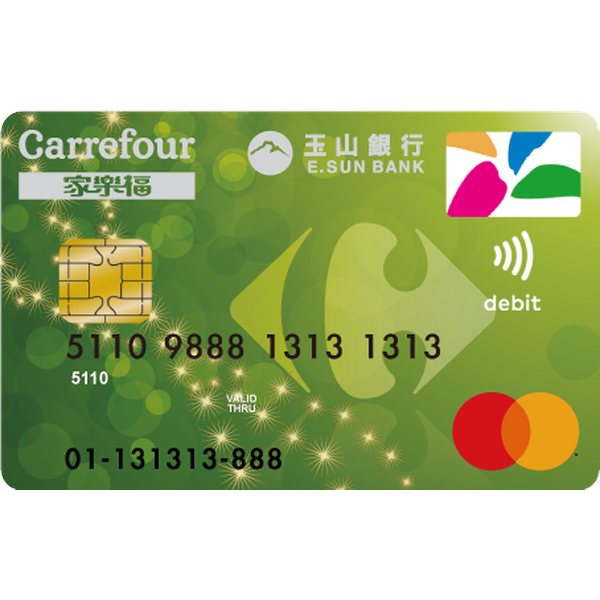 Carrefour
家樂福
玉山銀行
E.SUN BANK
debit
5110 9888 1313 1313
5110
VALID
THRU
01-131313-888